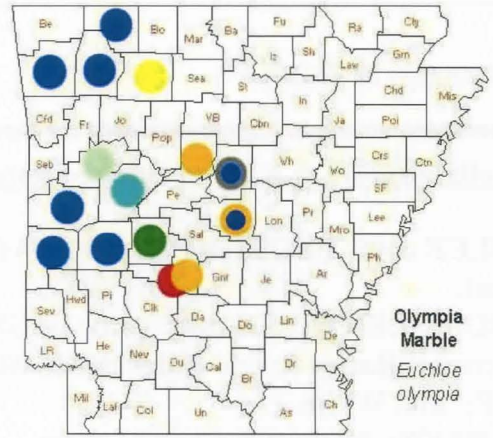 Be
Bo
Mar
Ba
Fu
Ra
Cly
Iz
Sh
Law
Grn
Sea
St
In
Chd
Mis
Cfd
Fr
Jo
Pop
VB
Cbn
Ja
Poi
Seb
Wh
Wo
Crs
Ctn
SF
Pe
Sal
Lon
Pr
Mro
Lee
Ph
Grt
Je
Ar
Sev
Hwd
Pi
Clk
Da
Do
Lin
De
LR
He
Nev
Ou
Cal
Br
Dr
Mil
Laf
Col
Un
As
Ch
Olympia
Marble
Euchloe
olympia